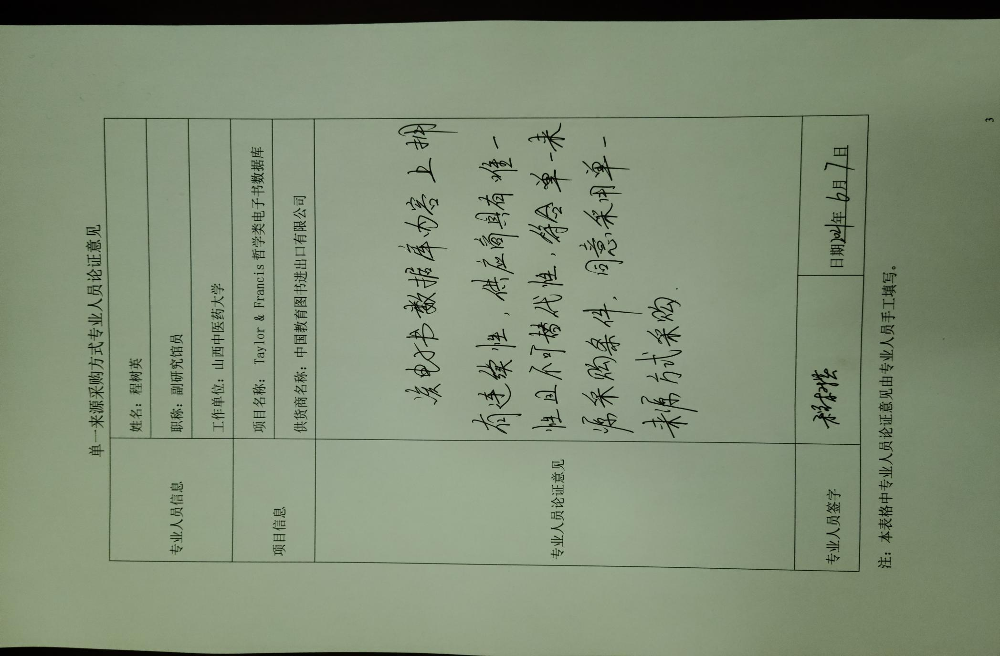 单一来源采购方式专业人员论证意见
专业人员信息
姓名：程树英
职称：副研究馆员
工作单位：山西中医药大学
项目信息
项目名称： Taylor & Francis 哲学类电子书数据库
供货商名称：中国教育图书进出口有限公司
专业人员论证意见
该电子书数据库内容上拥
有连续性，供应商具有唯一
性且不可替代性，符合单一来
源采购条件，同意采用单一
来源方式采购.
专业人员签字
程树英
日期 年 6月 7日
注：本表格中专业人员论证意见由专业人员手工填写。
3